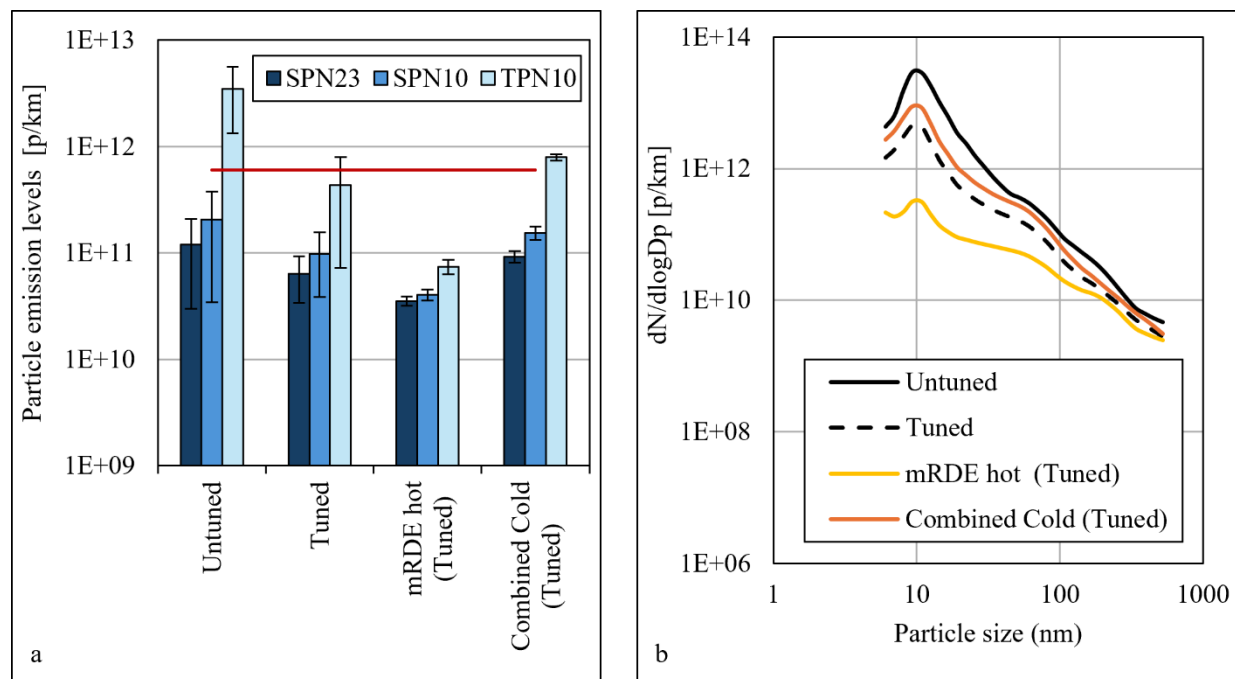 Particle emission levels [p/km]
1E+13
1E+12
1E+11
1E+10
1E+09
SPN23 SPN10 TPN10
Untuned
Tuned
mRDE hot
(Tuned)
Combined Cold
(Tuned)
a
dN/dlogDp [p/km]
1E+14
1E+12
1E+10
1E+08
1E+06
Untuned
Tuned
mRDE hot (Tuned)
Combined Cold (Tuned)
1 10 100 1000
Particle size (nm)
b